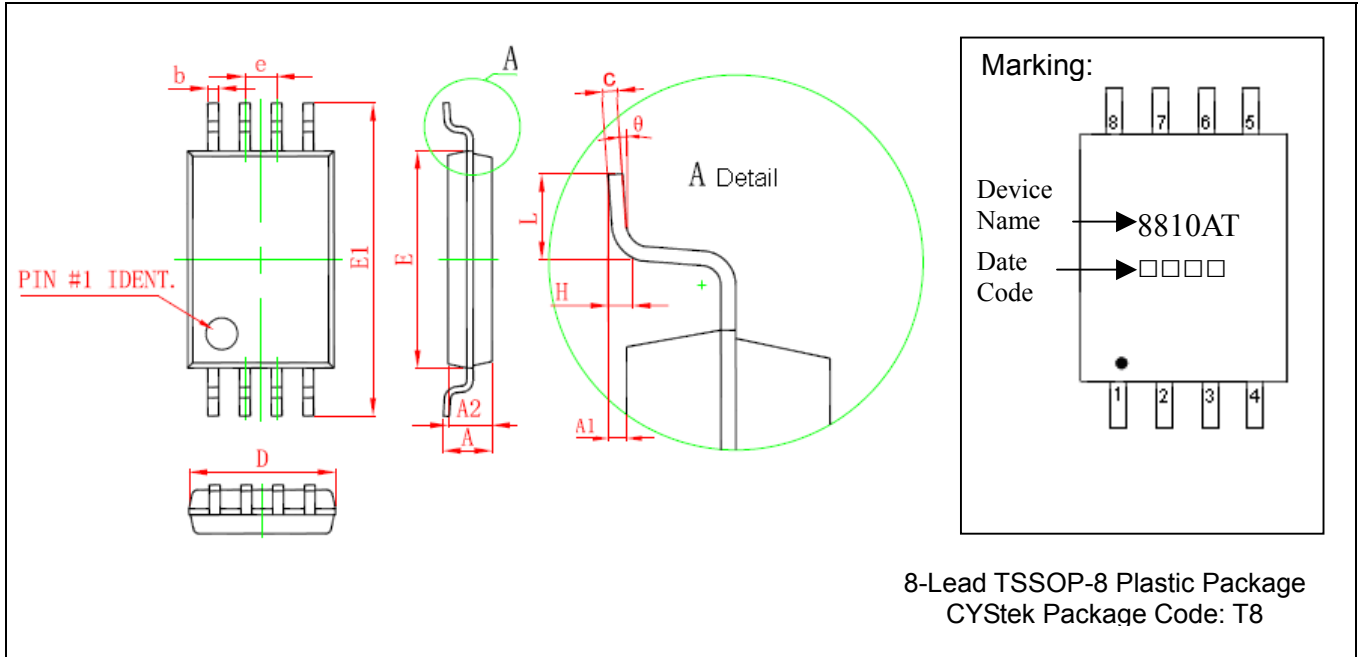 b
e
A
PIN #1 IDENT.
E1
E
A2
A
D
C
θ
A Detail
L
H
A1
Marking:
8 7 6 5
Device
Name
8810AT
Date
Code
□□□□
1 2 3 4
8-Lead TSSOP-8 Plastic Package
CYStek Package Code: T8